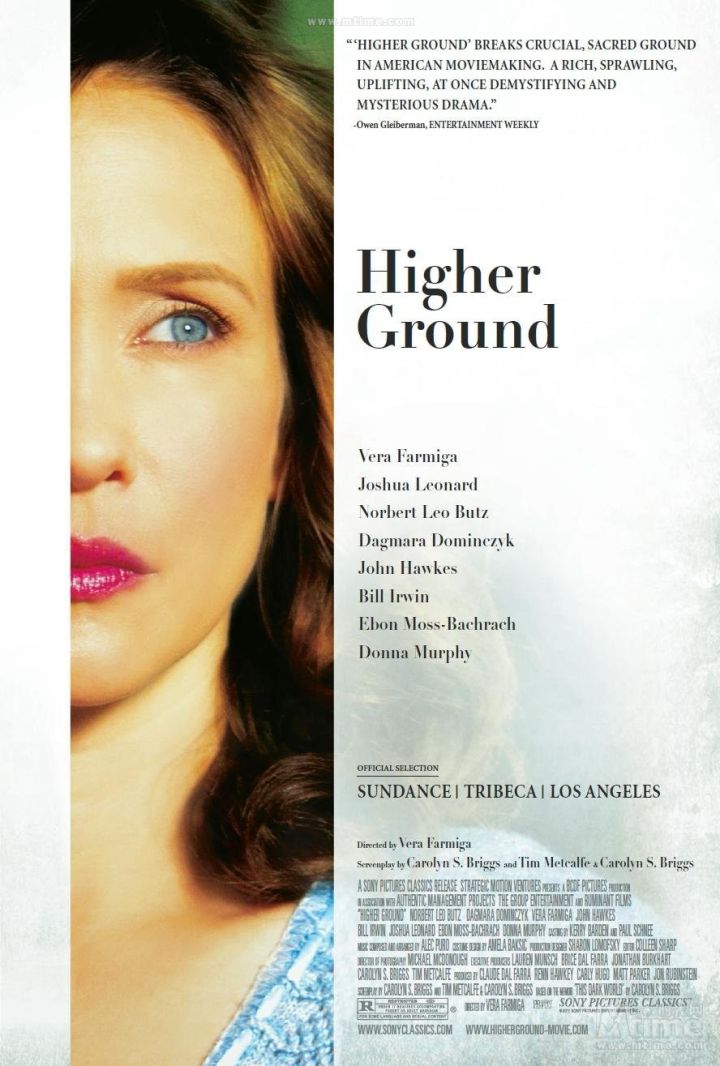 www.mtime.com
“‘HIGHER GROUND’ BREAKS CRUCIAL, SACRED GROUND
IN AMERICAN MOVIEMAKING. A RICH, SPRAWLING,
UPLIFTING, AT ONCE DEMYSTIFYING AND
MYSTERIOUS DRAMA.”
-Owen Gleiberman, ENTERTAINMENT WEEKLY
Higher
Ground
Vera Farmiga
Joshua Leonard
Norbert Leo Butz
Dagmara Dominczyk
John Hawkes
Bill Irwin
Ebon Moss-Bachrach
Donna Murphy
OFFICIAL SELECTION
SUNDANCE | TRIBECA | LOS ANGELES
Directed by Vera Farmiga
Screenplay by Carolyn S. Briggs and Tim Metcalfe & Carolyn S. Briggs
A SONY PICTURES CLASSICS RELEASE STRATEGIC MOTION VENTURES PRESENTS A BCDF PICTURES PRODUCTION
IN ASSOCIATION WITH AUTHENTIC MANAGEMENT PROJECTS THE GROUP ENTERTAINMENT AND RUMINANT FILMS
"HIGHER GROUND" NORBERT LEO BUTZ DAGMARA DOMINCZYK VERA FARMIGA JOHN HAWKES
BILL IRWIN JOSHUA LEONARD EBON MOSS-BACHRACH DONNA MURPHY CASTING BY KERRY BARDEN AND PAUL SCHNEE
MUSIC COMPOSED AND ARRANGED BY ALEC PURO COSTUME DESIGN BY AMELA BAKSIC PRODUCTION DESIGNER SHARON LOMOFSKY EDITOR COLLEEN SHARP
DIRECTOR OF PHOTOGRAPHY MICHAEL MCDONOUGH EXECUTIVE PRODUCERS LAUREN MUNSCH BRICE DAL FARRA JONATHAN BURKHART
CAROLYN S. BRIGGS TIM METCALFE PRODUCED BY CLAUDE DAL FARRA RENN HAWKEY CARLY HUGO MATT PARKER JON RUBINSTEIN
SCREENPLAY BY CAROLYN S. BRIGGS AND TIM METCALFE & CAROLYN S. BRIGGS BASED ON THE MEMOIR "THIS DARK WORLD" BY CAROLYN S. BRIGGS
R RESTRICTED DIRECTED BY VERA FARMIGA SONY PICTURES CLASSICS
WWW.SONYCLASSICS.COM WWW.HIGHERGROUND-MOVIE.COM
Mtime
www.mtime.com